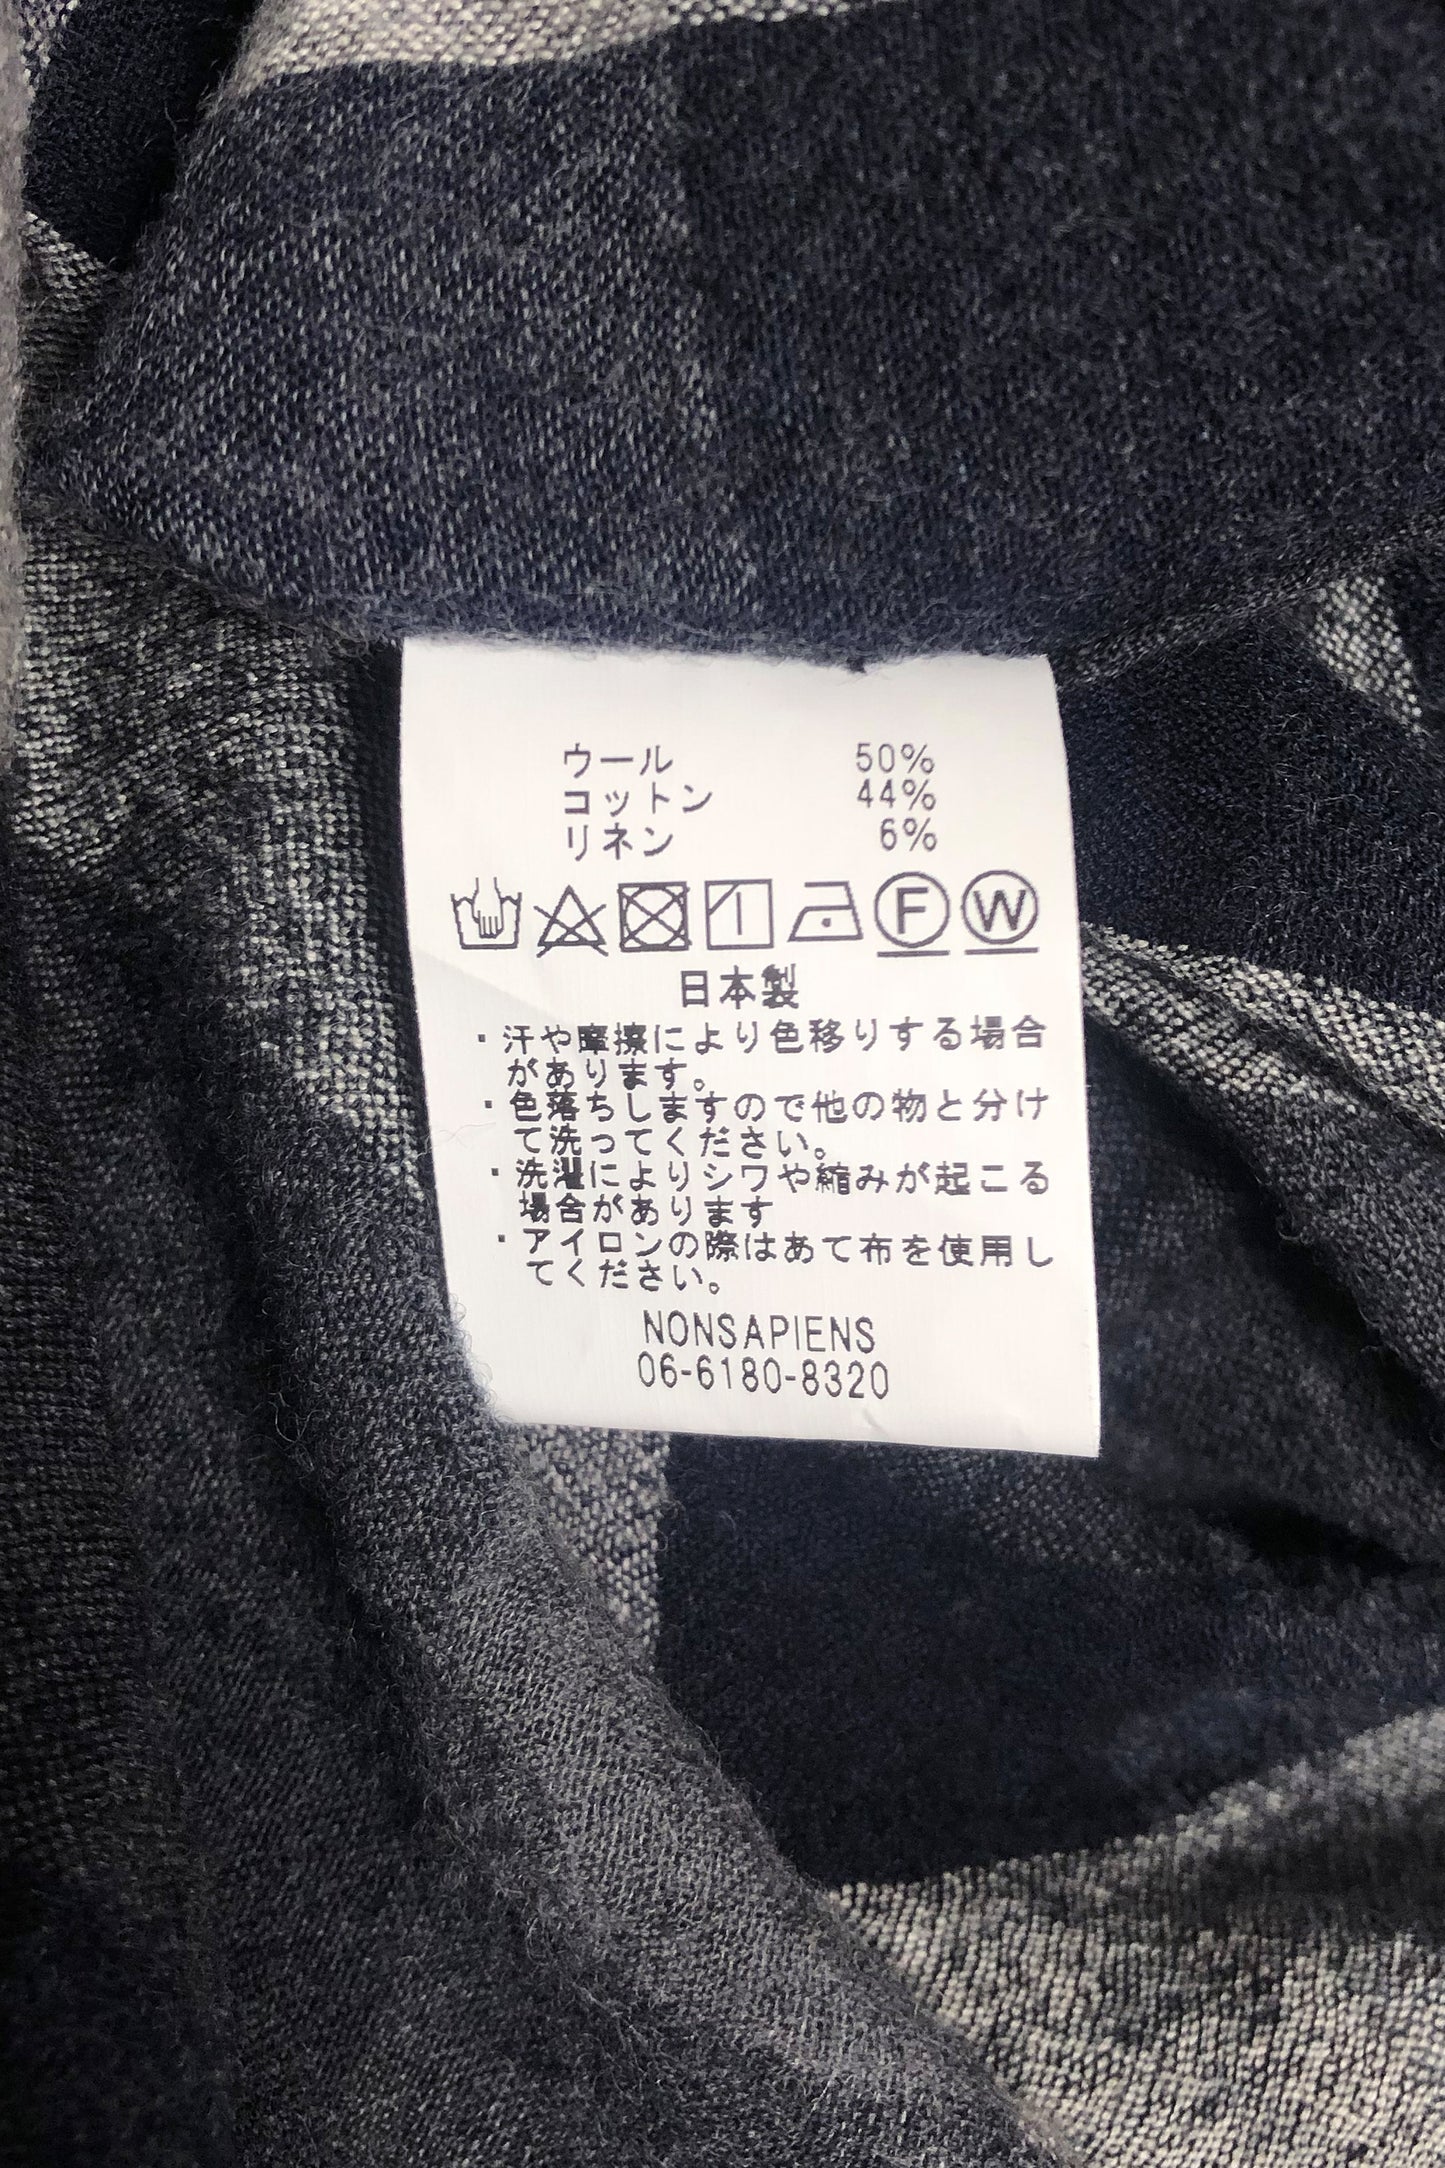 ウール 50%
コットン 44%
リネン 6%
F W
日本製
・汗や摩擦により色移りする場合
があります。
・色落ちしますので他の物と分け
て洗ってください。
・洗濯によりシワや縮みが起こる
場合があります
・アイロンの際はあて布を使用し
てください。
NONSAPIENS
06-6180-8320